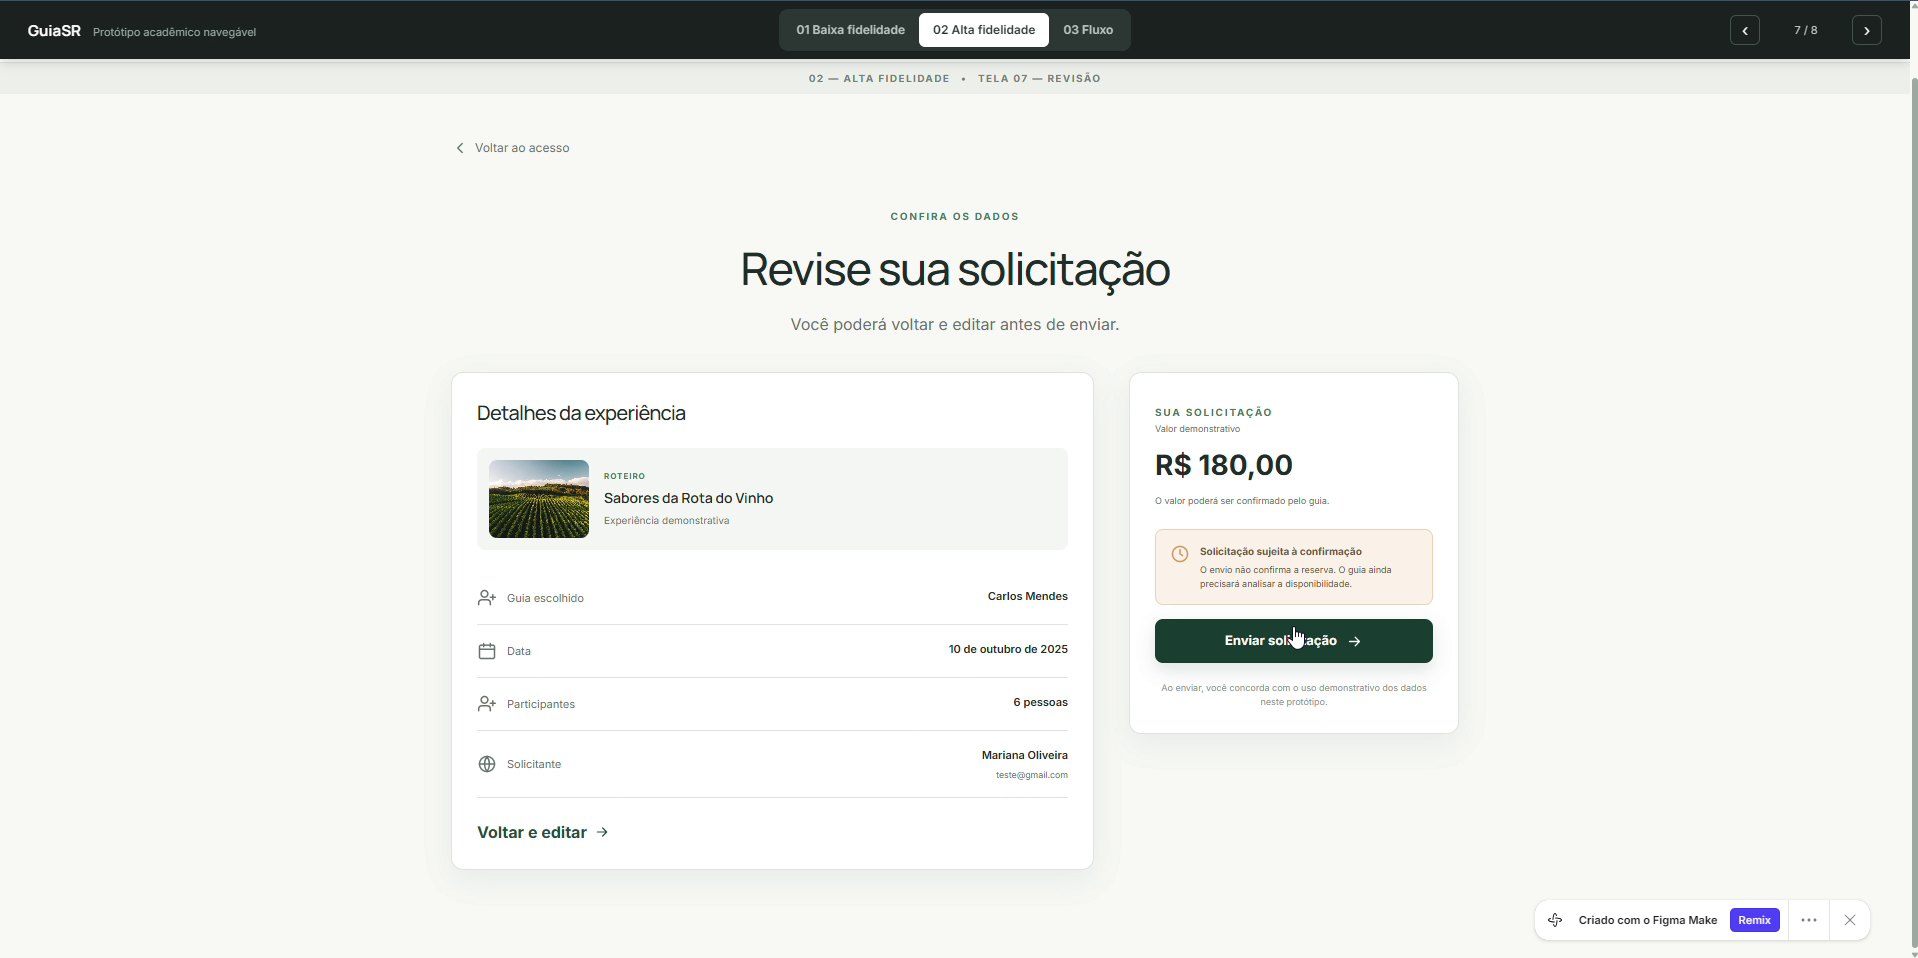 GuiaSR Protótipo acadêmico navegável
01 Baixa fidelidade 02 Alta fidelidade 03 Fluxo
7 / 8
02 — ALTA FIDELIDADE • TELA 07 — REVISÃO
Voltar ao acesso
CONFIRA OS DADOS
Revise sua solicitação
Você poderá voltar e editar antes de enviar.
Detalhes da experiência
ROTEIRO
Sabores da Rota do Vinho
Experiência demonstrativa
Guia escolhido Carlos Mendes
Data 10 de outubro de 2025
Participantes 6 pessoas
Solicitante Mariana Oliveira
teste@gmail.com
Voltar e editar →
SUA SOLICITAÇÃO
Valor demonstrativo
R$ 180,00
O valor poderá ser confirmado pelo guia.
Solicitação sujeita à confirmação
O envio não confirma a reserva. O guia ainda
precisará analisar a disponibilidade.
Enviar solicitação →
Ao enviar, você concorda com o uso demonstrativo dos dados
neste protótipo.
Criado com o Figma Make Remix